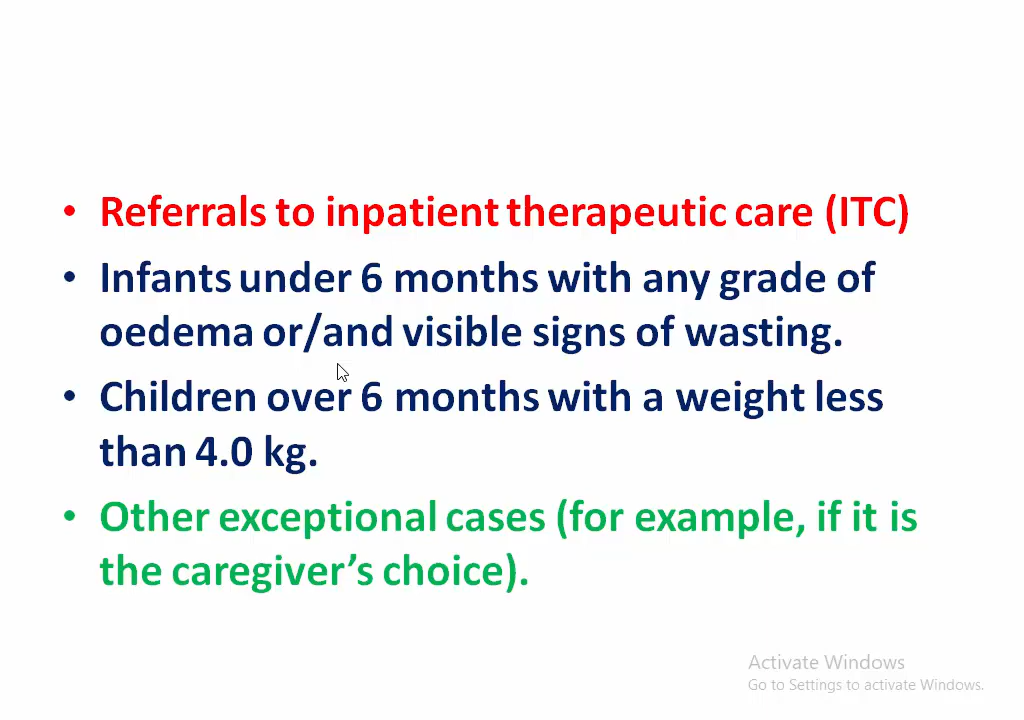 • Referrals to inpatient therapeutic care (ITC)
• Infants under 6 months with any grade of
oedema or/and visible signs of wasting.
• Children over 6 months with a weight less
than 4.0 kg.
• Other exceptional cases (for example, if it is
the caregiver’s choice).
Activate Windows
Go to Settings to activate Windows.